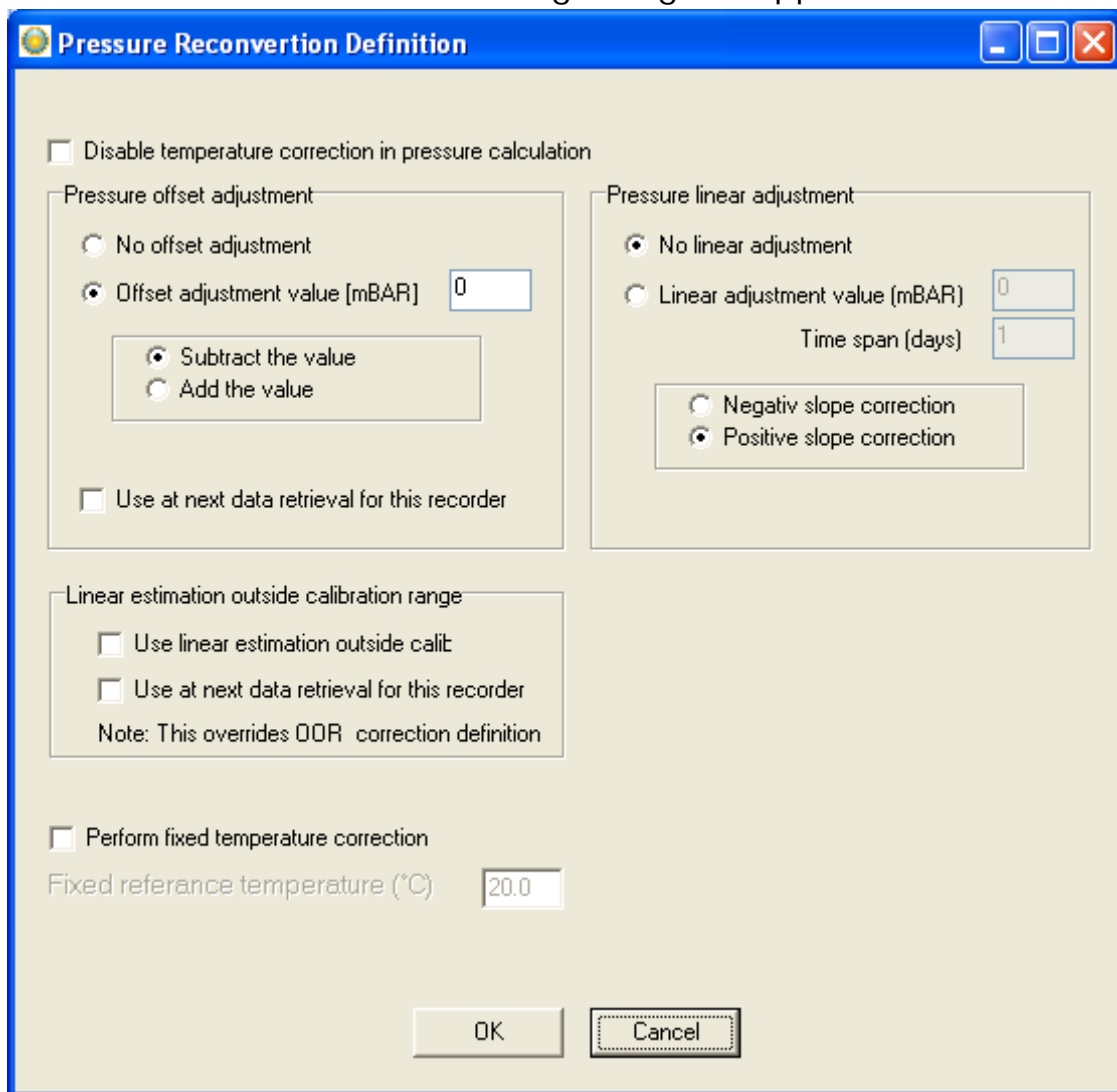 Pressure Reconvertion Definition
Disable temperature correction in pressure calculation
Pressure offset adjustment
No offset adjustment
Offset adjustment value [mBAR] 0
Subtract the value
Add the value
Use at next data retrieval for this recorder
Pressure linear adjustment
No linear adjustment
Linear adjustment value (mBAR) 0
Time span (days) 1
Negativ slope correction
Positive slope correction
Linear estimation outside calibration range
Use linear estimation outside calit
Use at next data retrieval for this recorder
Note: This overrides OOR correction definition
Perform fixed temperature correction
Fixed referance temperature (°C) 20.0
OK Cancel